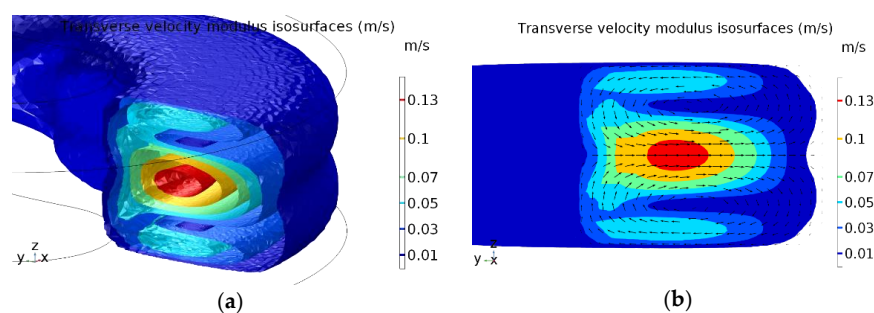 Transverse velocity modulus isosurfaces (m/s)
m/s
0.13
0.1
0.07
0.05
0.03
0.01
z
y x
(a)
Transverse velocity modulus isosurfaces (m/s)
m/s
0.13
0.1
0.07
0.05
0.03
0.01
z
y x
(b)